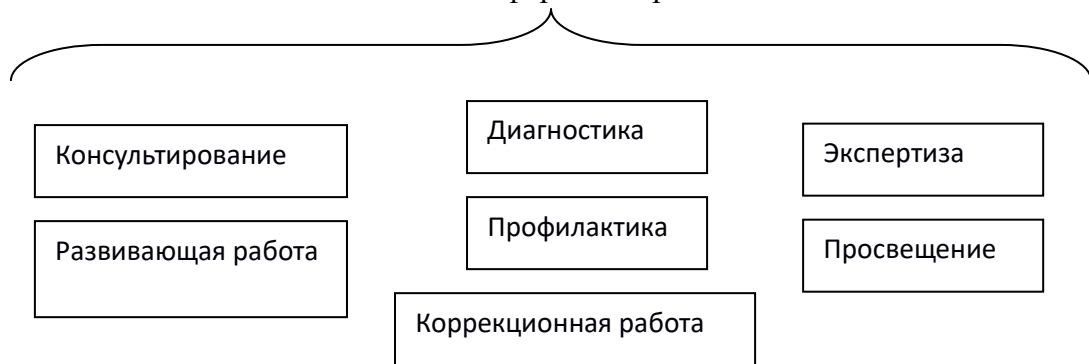 Консультирование
Диагностика
Экспертиза
Развивающая работа
Профилактика
Просвещение
Коррекционная работа